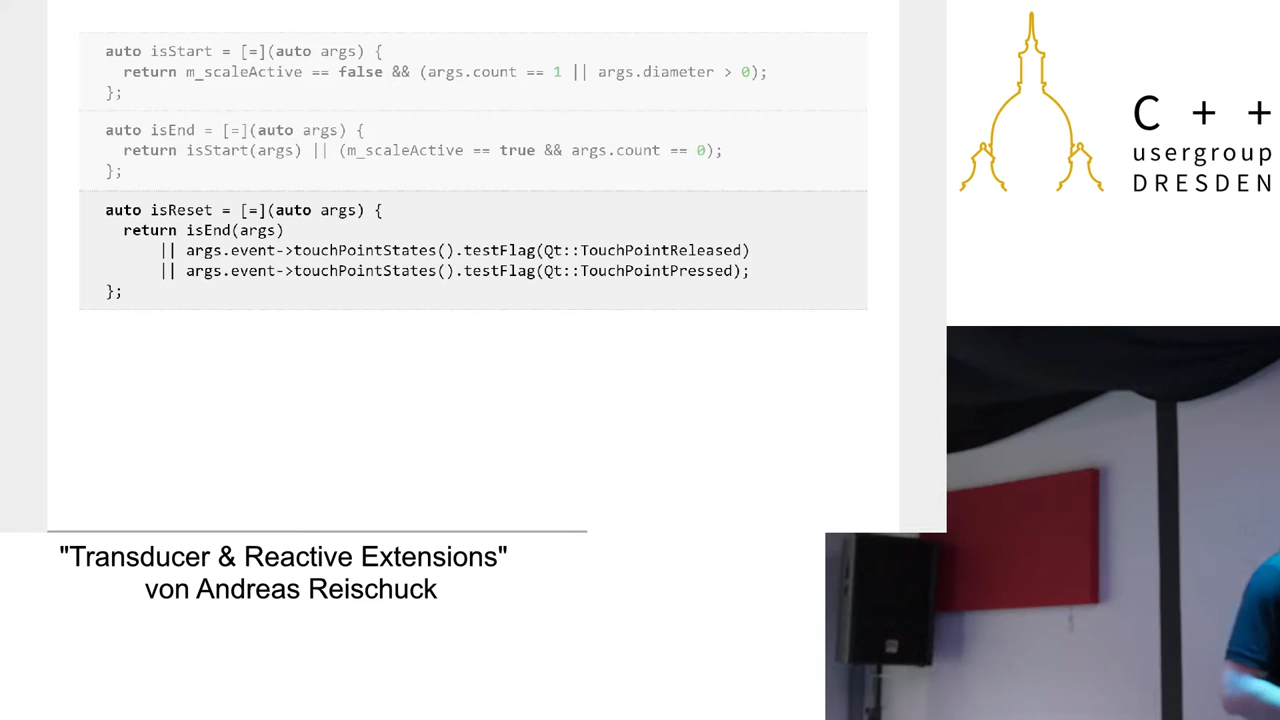 auto isStart = [=](auto args) {
return m_scaleActive == false && (args.count == 1 || args.diameter > 0);
};
auto isEnd = [=](auto args) {
return isStart(args) || (m_scaleActive == true && args.count == 0);
};
auto isReset = [=](auto args) {
return isEnd(args)
|| args.event->touchPointStates().testFlag(Qt::TouchPointReleased)
|| args.event->touchPointStates().testFlag(Qt::TouchPointPressed);
};
C + +
usergroup
DRESDEN
"Transducer & Reactive Extensions"
von Andreas Reischuck